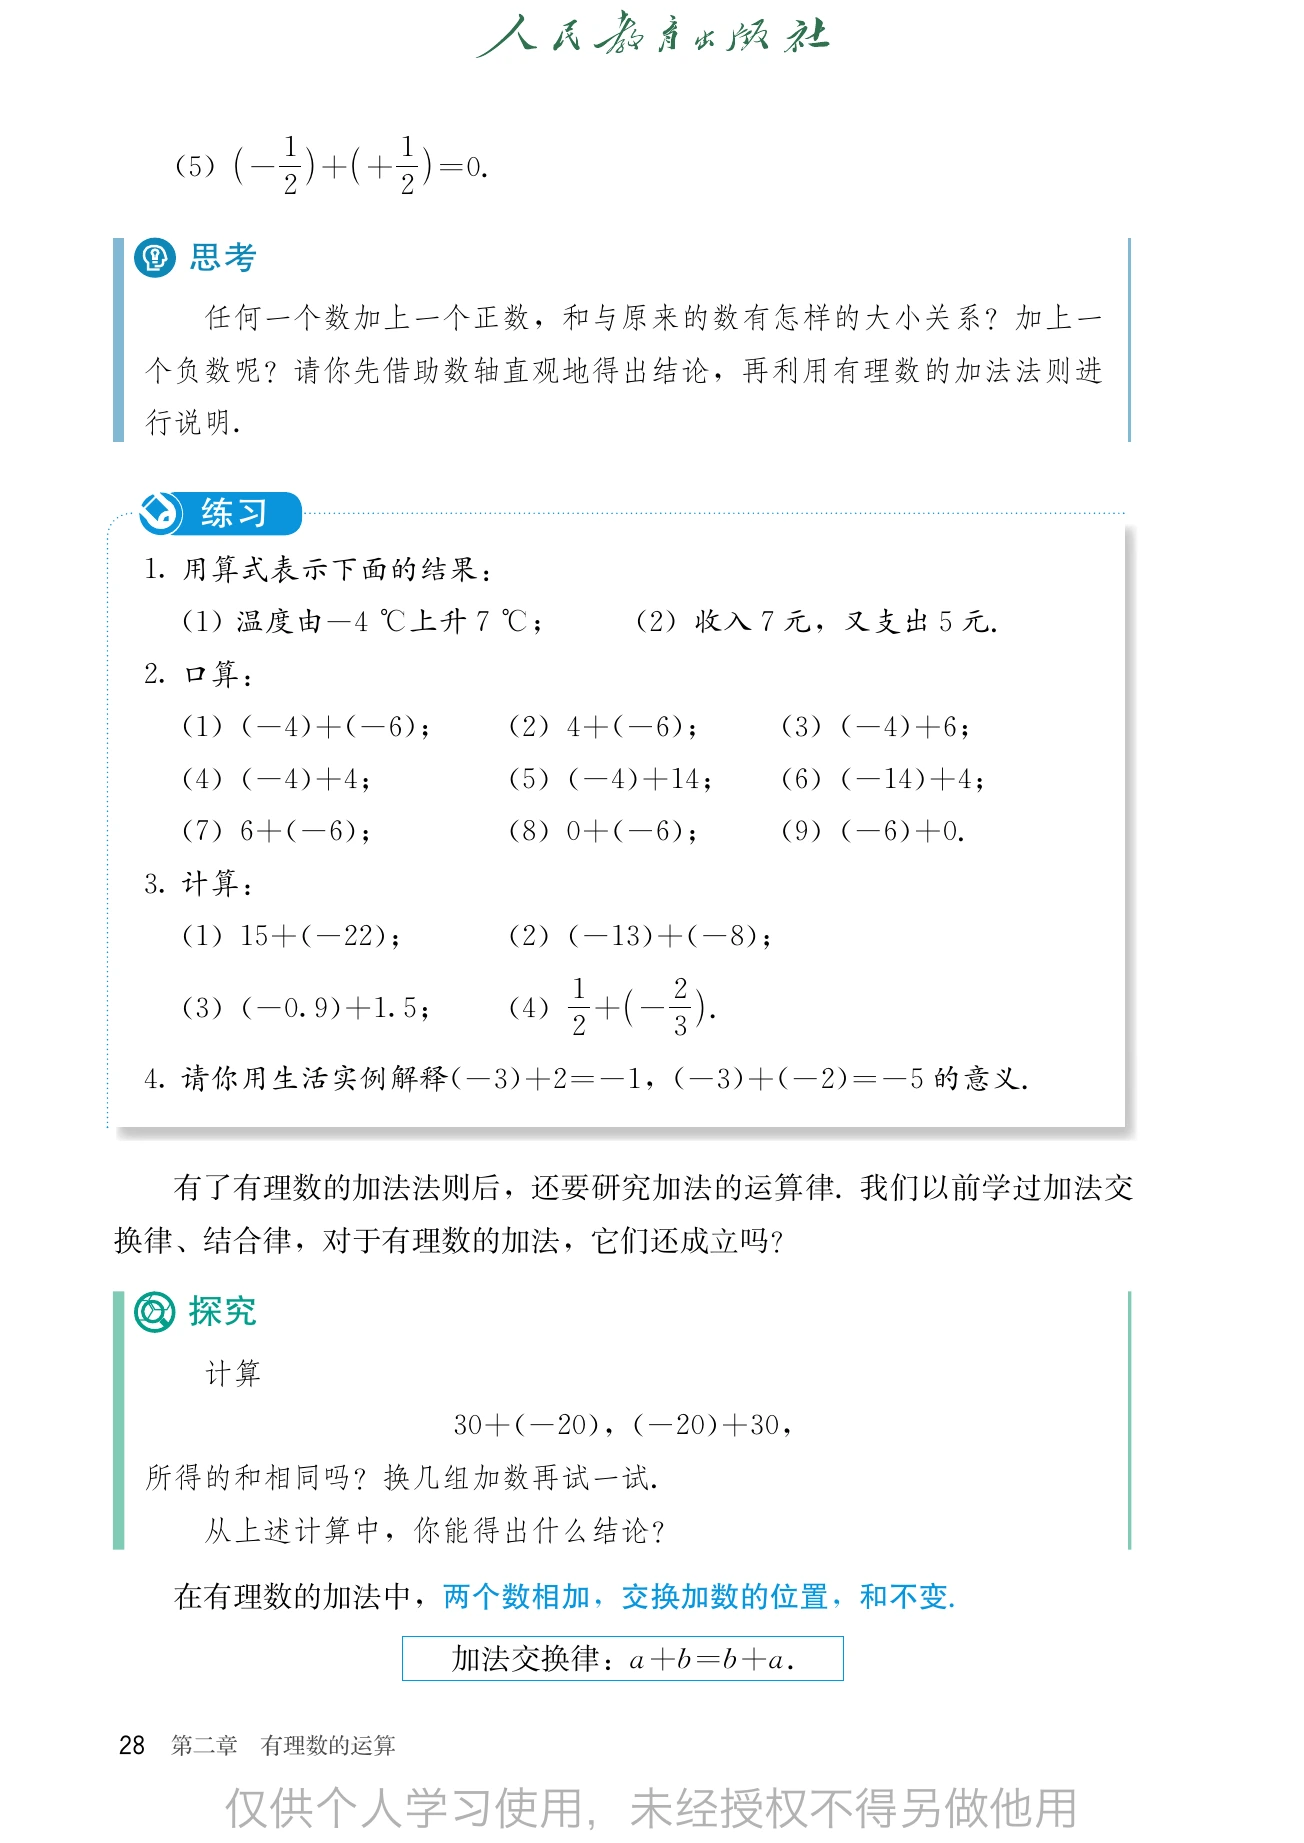 人民教育出版社
(5) (－1/2)＋(＋1/2)＝0.
思考
任何一个数加上一个正数，和与原来的数有怎样的大小关系？加上一
个负数呢？请你先借助数轴直观地得出结论，再利用有理数的加法法则进
行说明.
练习
1. 用算式表示下面的结果：
(1) 温度由－4 ℃上升 7 ℃； (2) 收入 7 元，又支出 5 元.
2. 口算：
(1) (－4)＋(－6)； (2) 4＋(－6)； (3) (－4)＋6；
(4) (－4)＋4； (5) (－4)＋14； (6) (－14)＋4；
(7) 6＋(－6)； (8) 0＋(－6)； (9) (－6)＋0.
3. 计算：
(1) 15＋(－22)； (2) (－13)＋(－8)；
(3) (－0.9)＋1.5； (4) 1/2＋(－2/3).
4. 请你用生活实例解释(－3)＋2＝－1，(－3)＋(－2)＝－5 的意义.
有了有理数的加法法则后，还要研究加法的运算律. 我们以前学过加法交
换律、结合律，对于有理数的加法，它们还成立吗？
探究
计算
30＋(－20)，(－20)＋30，
所得的和相同吗？换几组加数再试一试.
从上述计算中，你能得出什么结论？
在有理数的加法中，两个数相加，交换加数的位置，和不变.
加法交换律：a＋b＝b＋a.
28 第二章 有理数的运算
仅供个人学习使用，未经授权不得另做他用